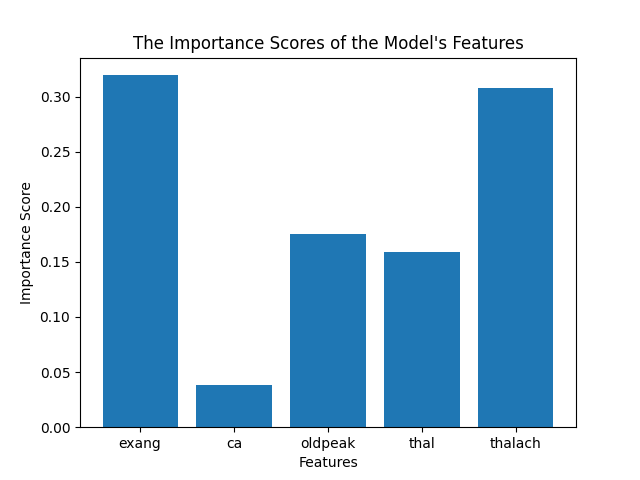 The Importance Scores of the Model's Features
Importance Score
0.30
0.25
0.20
0.15
0.10
0.05
0.00
exang ca oldpeak thal thalach
Features